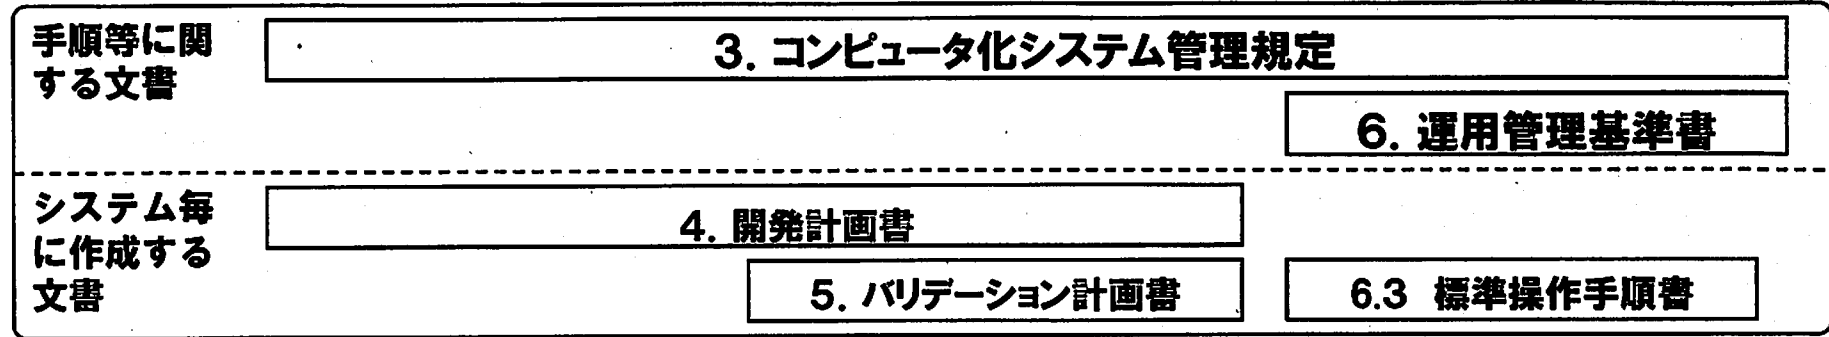 手順等に関
する文書
3. コンピュータ化システム管理規定
6. 運用管理基準書
システム毎
に作成する
文書
4. 開発計画書
5. バリデーション計画書
6.3 標準操作手順書